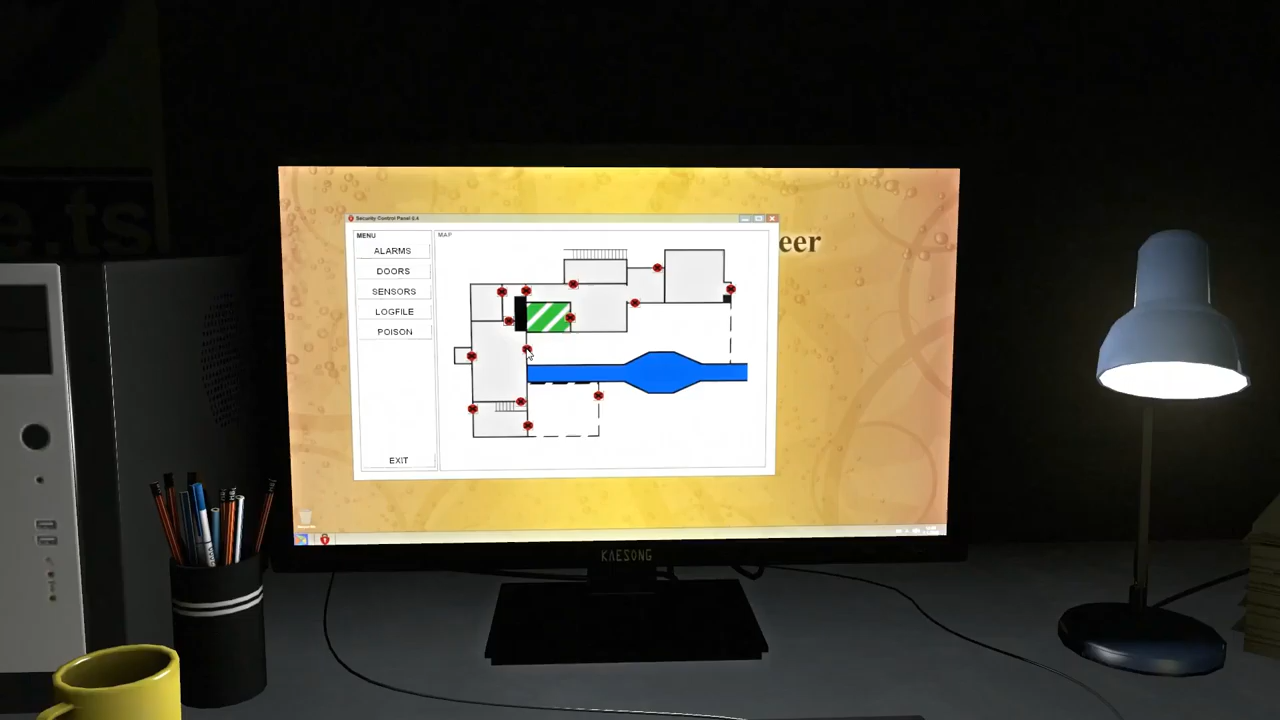 e.ts
Security Control Panel 2.4
eer
MENU
MAP
ALARMS
DOORS
SENSORS
LOGFILE
POISON
EXIT
KAESONG